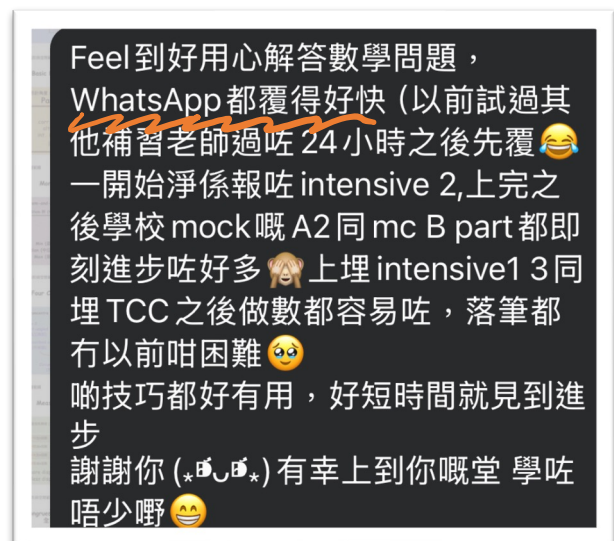 Feel到好用心解答數學問題，
WhatsApp都覆得好快 (以前試過其
他補習老師過咗24小時之後先覆😂
一開始淨係報咗intensive 2,上完之
後學校mock嘅A2同mc B part都即
刻進步咗好多🙈上埋intensive1 3同
埋TCC之後做數都容易咗，落筆都
冇以前咁困難🥹
啲技巧都好有用，好短時間就見到進
步
謝謝你 (⁎⁍̴̛ᴗ⁍̴̛⁎)有幸上到你嘅堂 學咗
唔少嘢😁